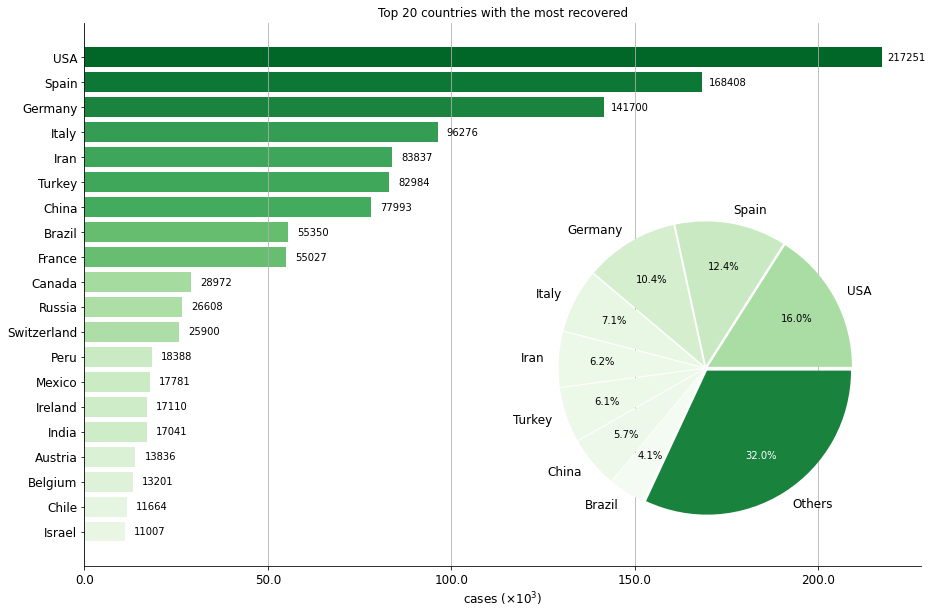 Top 20 countries with the most recovered
USA 217251
Spain 168408
Germany 141700
Italy 96276
Iran 83837
Turkey 82984
China 77993
Brazil 55350
France 55027
Canada 28972
Russia 26608
Switzerland 25900
Peru 18388
Mexico 17781
Ireland 17110
India 17041
Austria 13836
Belgium 13201
Chile 11664
Israel 11007
0.0 50.0 100.0 150.0 200.0
cases (×10³)
USA 16.0%
Spain 12.4%
Germany 10.4%
Italy 7.1%
Iran 6.2%
Turkey 6.1%
China 5.7%
Brazil 4.1%
Others 32.0%